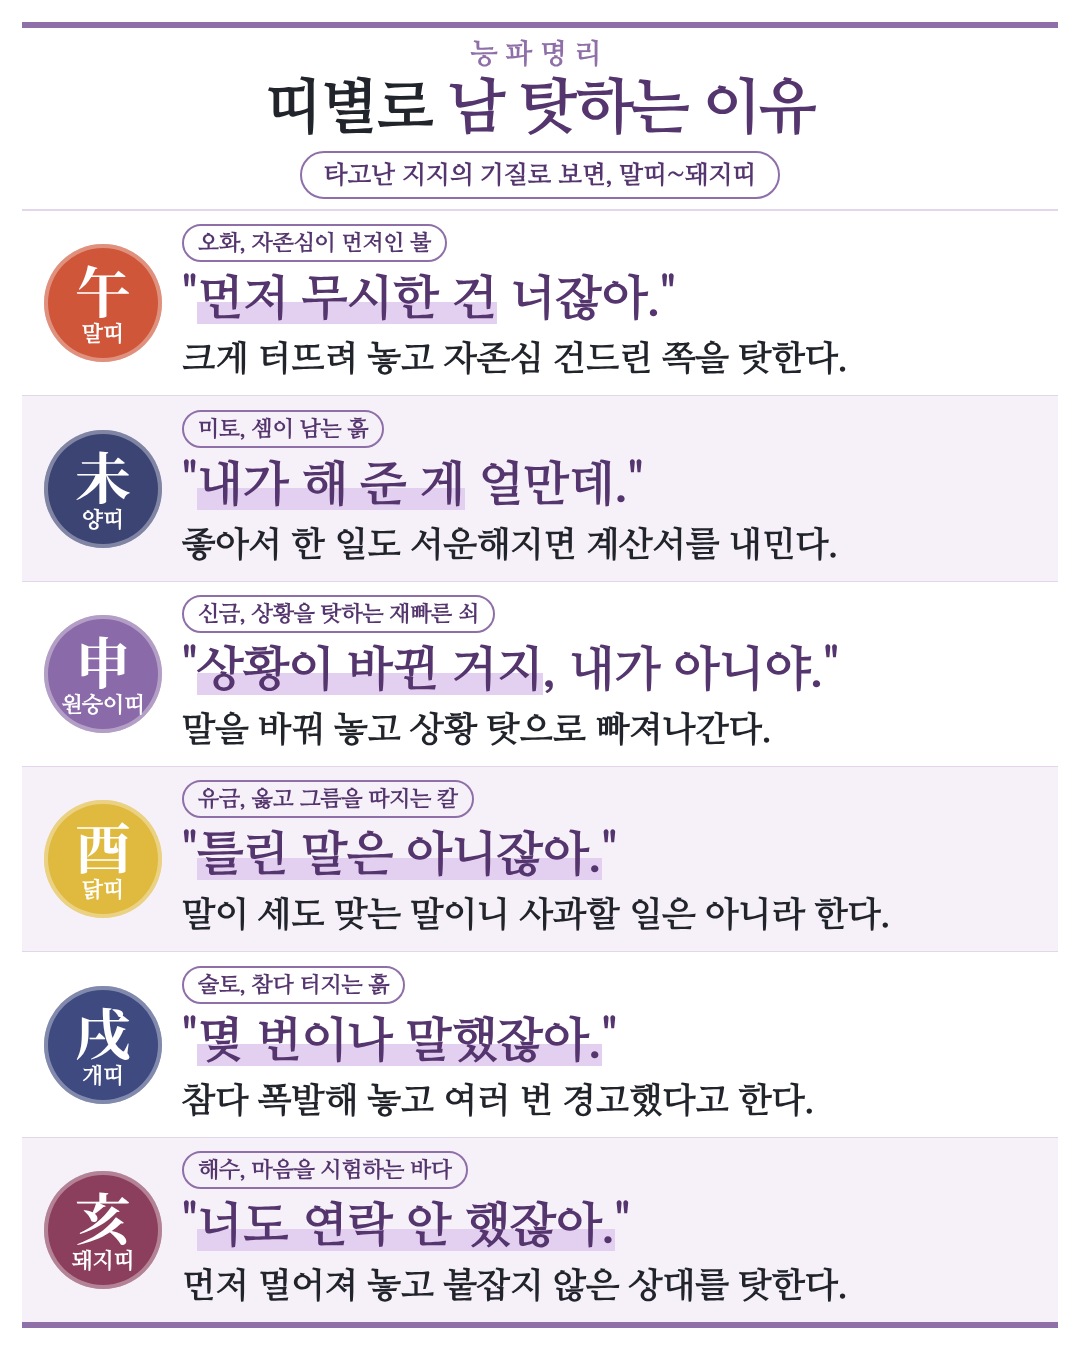 능파명리
띠별로 남 탓하는 이유
타고난 지지의 기질로 보면, 말띠~돼지띠
午
말띠
오화, 자존심이 먼저인 불
"먼저 무시한 건 너잖아."
크게 터뜨려 놓고 자존심 건드린 쪽을 탓한다.
未
양띠
미토, 셈이 남는 흙
"내가 해 준 게 얼만데."
좋아서 한 일도 서운해지면 계산서를 내민다.
申
원숭이띠
신금, 상황을 탓하는 재빠른 쇠
"상황이 바뀐 거지, 내가 아니야."
말을 바꿔 놓고 상황 탓으로 빠져나간다.
酉
닭띠
유금, 옳고 그름을 따지는 칼
"틀린 말은 아니잖아."
말이 세도 맞는 말이니 사과할 일은 아니라 한다.
戌
개띠
술토, 참다 터지는 흙
"몇 번이나 말했잖아."
참다 폭발해 놓고 여러 번 경고했다고 한다.
亥
돼지띠
해수, 마음을 시험하는 바다
"너도 연락 안 했잖아."
먼저 멀어져 놓고 붙잡지 않은 상대를 탓한다.